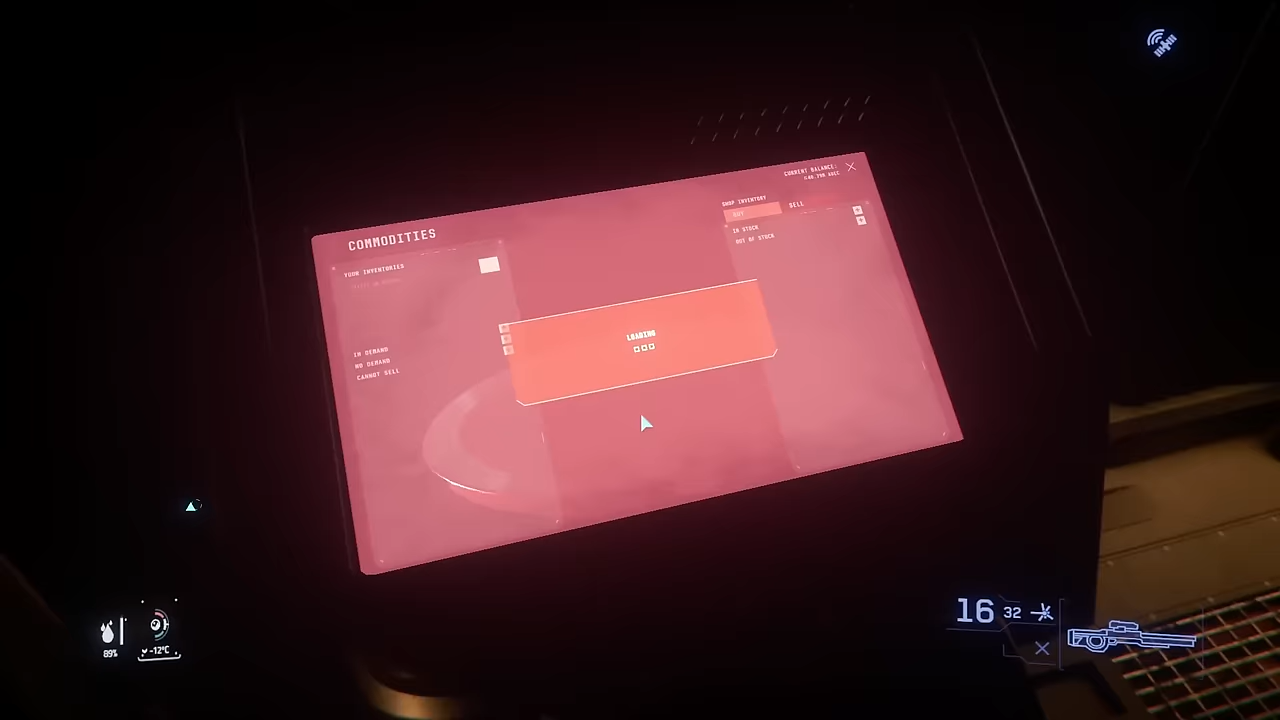 CURRENT BALANCE:
COMMODITIES
SHOP INVENTORY
BUY
SELL
YOUR INVENTORIES
IN STOCK
OUT OF STOCK
LOADING
IN DEMAND
NO DEMAND
CANNOT SELL
16 32
89%
-12°C